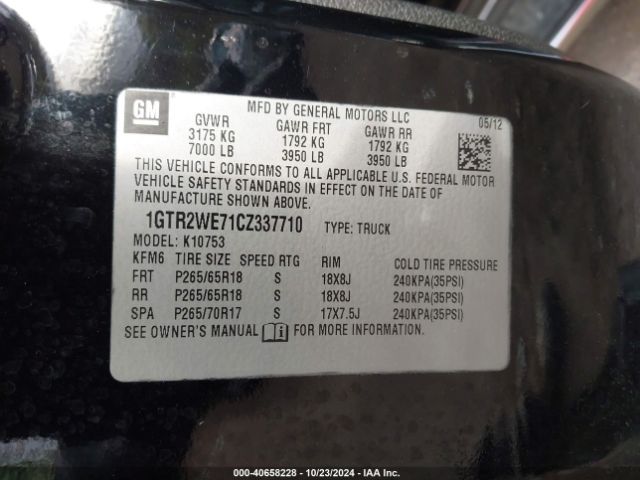 GM
MFD BY GENERAL MOTORS LLC
05/12
GVWR GAWR FRT GAWR RR
3175 KG 1792 KG 1792 KG
7000 LB 3950 LB 3950 LB
THIS VEHICLE CONFORMS TO ALL APPLICABLE U.S. FEDERAL MOTOR
VEHICLE SAFETY STANDARDS IN EFFECT ON THE DATE OF
MANUFACTURE SHOWN ABOVE.
1GTR2WE71CZ337710 TYPE: TRUCK
MODEL: K10753
KFM6 TIRE SIZE SPEED RTG RIM COLD TIRE PRESSURE
FRT P265/65R18 S 18X8J 240KPA(35PSI)
RR P265/65R18 S 18X8J 240KPA(35PSI)
SPA P265/70R17 S 17X7.5J 240KPA(35PSI)
SEE OWNER'S MANUAL FOR MORE INFORMATION.
000-40658228 - 10/23/2024 - IAA Inc.